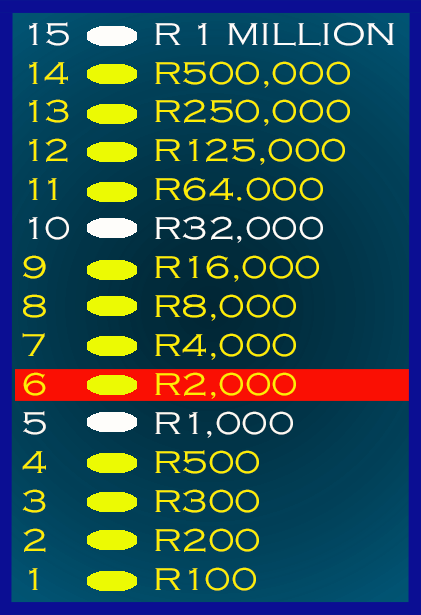 15 R 1 MILLION
14 R500,000
13 R250,000
12 R125,000
11 R64.000
10 R32,000
9 R16,000
8 R8,000
7 R4,000
6 R2,000
5 R1,000
4 R500
3 R300
2 R200
1 R100